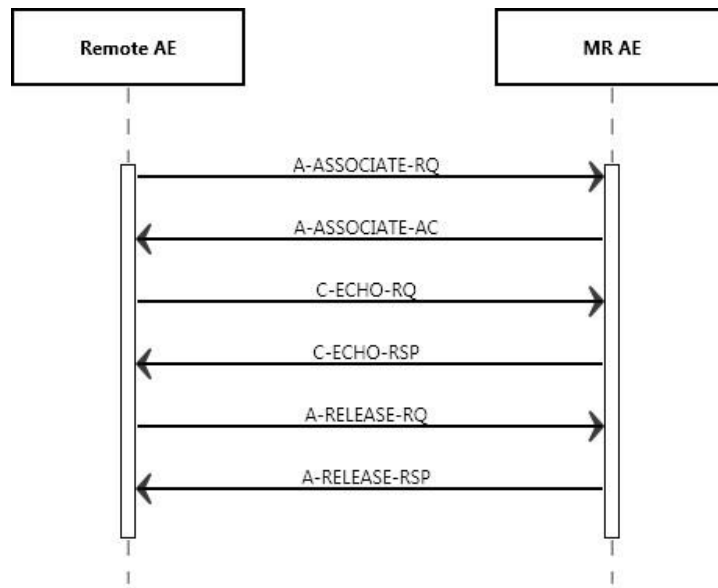 Remote AE
MR AE
A-ASSOCIATE-RQ
A-ASSOCIATE-AC
C-ECHO-RQ
C-ECHO-RSP
A-RELEASE-RQ
A-RELEASE-RSP